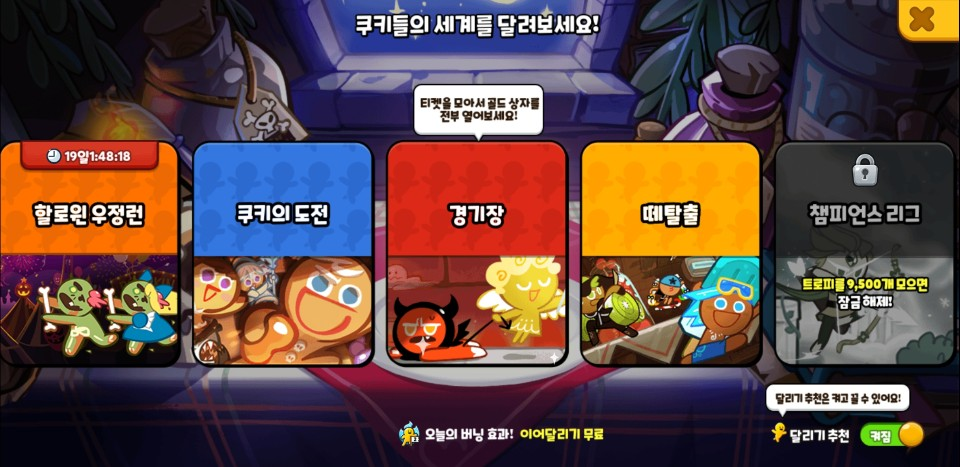 쿠키들의 세계를 달려보세요!
티켓을 모아서 골드 상자를
전부 열어보세요!
19일1:48:18
할로윈 우정런
쿠키의 도전
경기장
떼탈출
챔피언스 리그
트로피를 9,500개 모으면
잠금 해제!
달리기 추천은 켜고 끌 수 있어요!
오늘의 버닝 효과! 이어달리기 무료
달리기 추천
켜짐